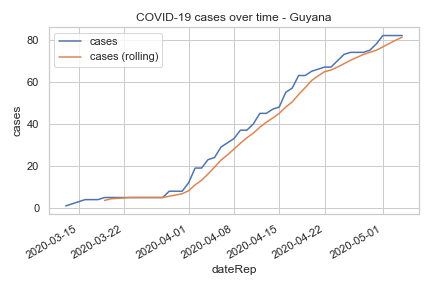 COVID-19 cases over time - Guyana
cases
cases (rolling)
80
60
40
20
0
cases
2020-03-15
2020-03-22
2020-04-01
2020-04-08
2020-04-15
2020-04-22
2020-05-01
dateRep